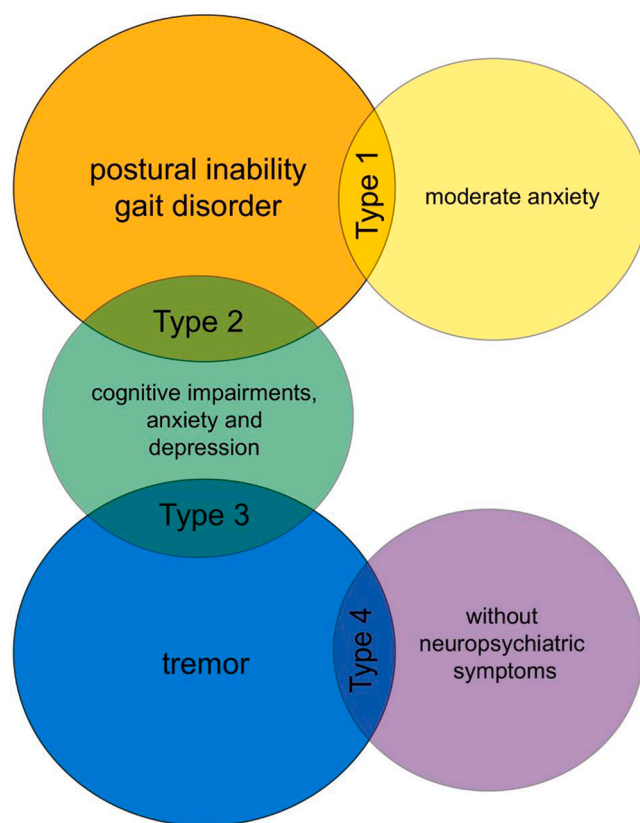 postural inability
gait disorder
Type 1
moderate anxiety
Type 2
cognitive impairments,
anxiety and
depression
Type 3
tremor
Type 4
without
neuropsychiatric
symptoms